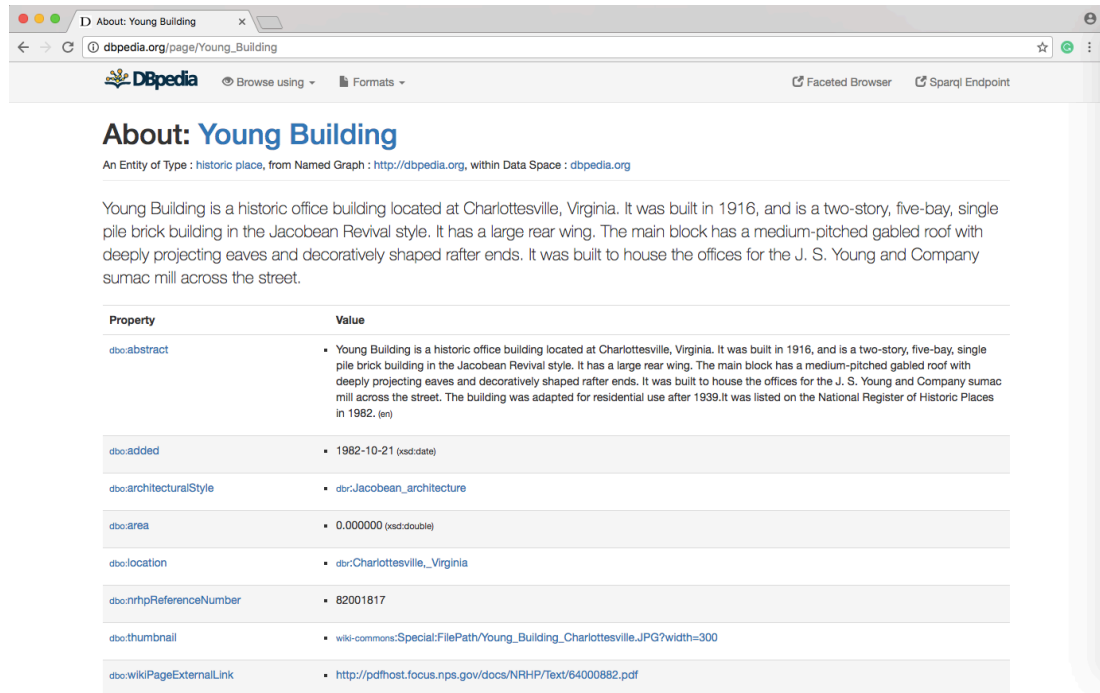 About: Young Building
dbpedia.org/page/Young_Building
DBpedia Browse using Formats Faceted Browser Sparql Endpoint
About: Young Building
An Entity of Type : historic place, from Named Graph : http://dbpedia.org, within Data Space : dbpedia.org
Young Building is a historic office building located at Charlottesville, Virginia. It was built in 1916, and is a two-story, five-bay, single
pile brick building in the Jacobean Revival style. It has a large rear wing. The main block has a medium-pitched gabled roof with
deeply projecting eaves and decoratively shaped rafter ends. It was built to house the offices for the J. S. Young and Company
sumac mill across the street.
Property Value
dbo:abstract Young Building is a historic office building located at Charlottesville, Virginia. It was built in 1916, and is a two-story, five-bay, single
pile brick building in the Jacobean Revival style. It has a large rear wing. The main block has a medium-pitched gabled roof with
deeply projecting eaves and decoratively shaped rafter ends. It was built to house the offices for the J. S. Young and Company sumac
mill across the street. The building was adapted for residential use after 1939.It was listed on the National Register of Historic Places
in 1982. (en)
dbo:added 1982-10-21 (xsd:date)
dbo:architecturalStyle dbr:Jacobean_architecture
dbo:area 0.000000 (xsd:double)
dbo:location dbr:Charlottesville,_Virginia
dbo:nrhpReferenceNumber 82001817
dbo:thumbnail wiki-commons:Special:FilePath/Young_Building_Charlottesville.JPG?width=300
dbo:wikiPageExternalLink http://pdfhost.focus.nps.gov/docs/NRHP/Text/64000882.pdf